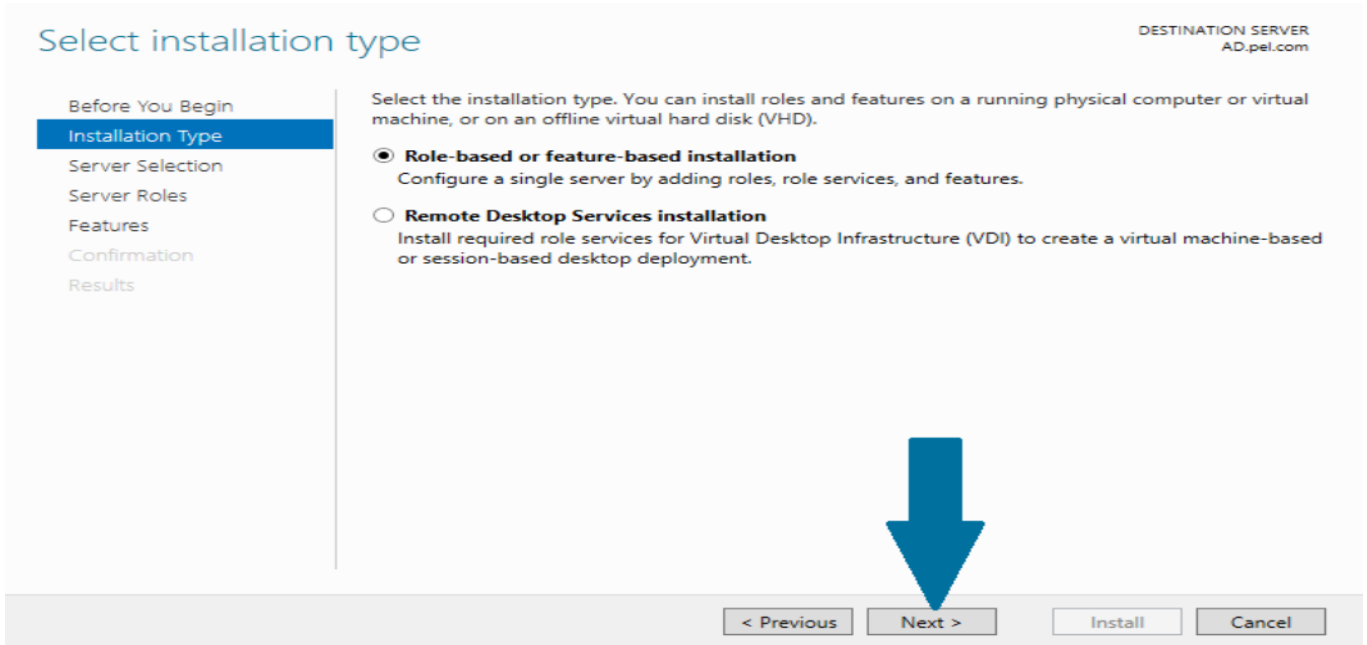 Select installation type
DESTINATION SERVER
AD.pel.com
Before You Begin
Installation Type
Server Selection
Server Roles
Features
Confirmation
Results
Select the installation type. You can install roles and features on a running physical computer or virtual
machine, or on an offline virtual hard disk (VHD).
Role-based or feature-based installation
Configure a single server by adding roles, role services, and features.
Remote Desktop Services installation
Install required role services for Virtual Desktop Infrastructure (VDI) to create a virtual machine-based
or session-based desktop deployment.
< Previous
Next >
Install
Cancel